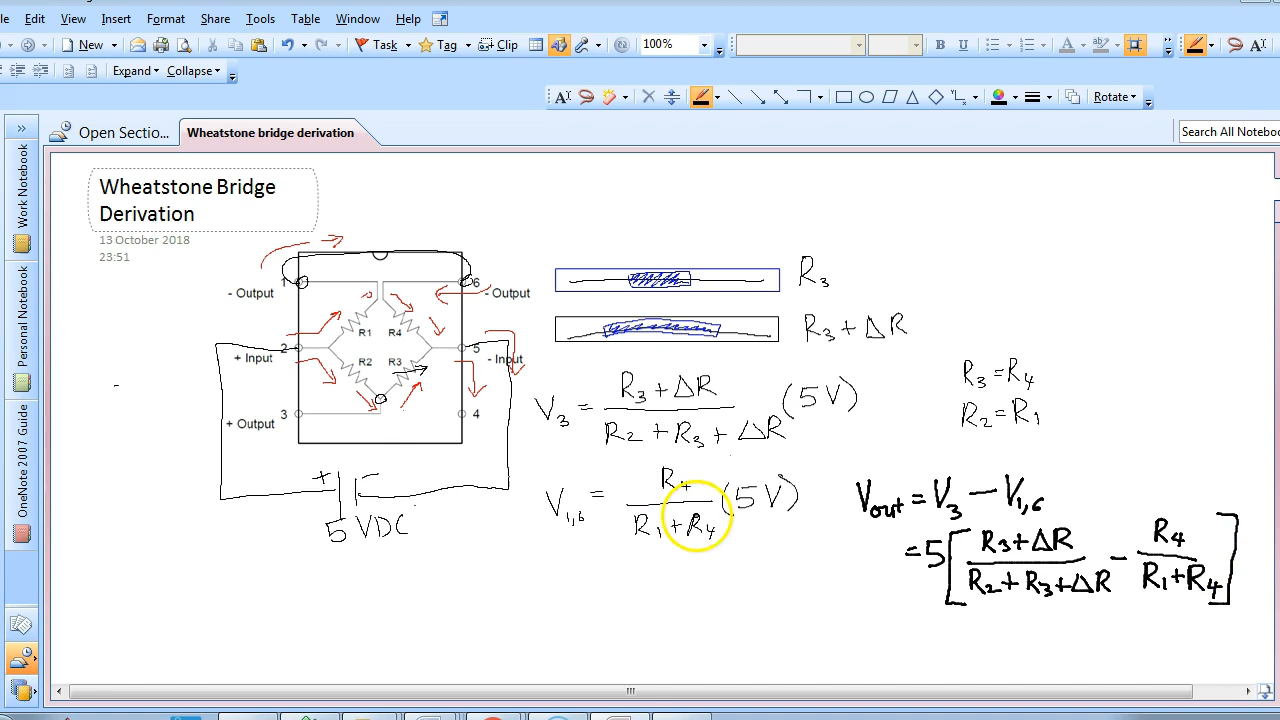 Edit View Insert Format Share Tools Table Window Help
New Task Tag Clip 100% B U A ab A
Expand Collapse
A Rotate
Open Sectio... Wheatstone bridge derivation Search All Notebo
Work Notebook
Personal Notebook
OneNote 2007 Guide
Wheatstone Bridge
Derivation
13 October 2018
23:51
1 6
- Output - Output
R1 R4
2 5
+ Input - Input
R2 R3
3 4
+ Output
+
5 VDC
R3
R3 + ΔR
V3 = (R3 + ΔR) / (R2 + R3 + ΔR) (5V)
V1,6 = R4 / (R1 + R4) (5V)
R3 = R4
R2 = R1
Vout = V3 − V1,6
= 5 [ (R3 + ΔR) / (R2 + R3 + ΔR) − R4 / (R1 + R4) ]